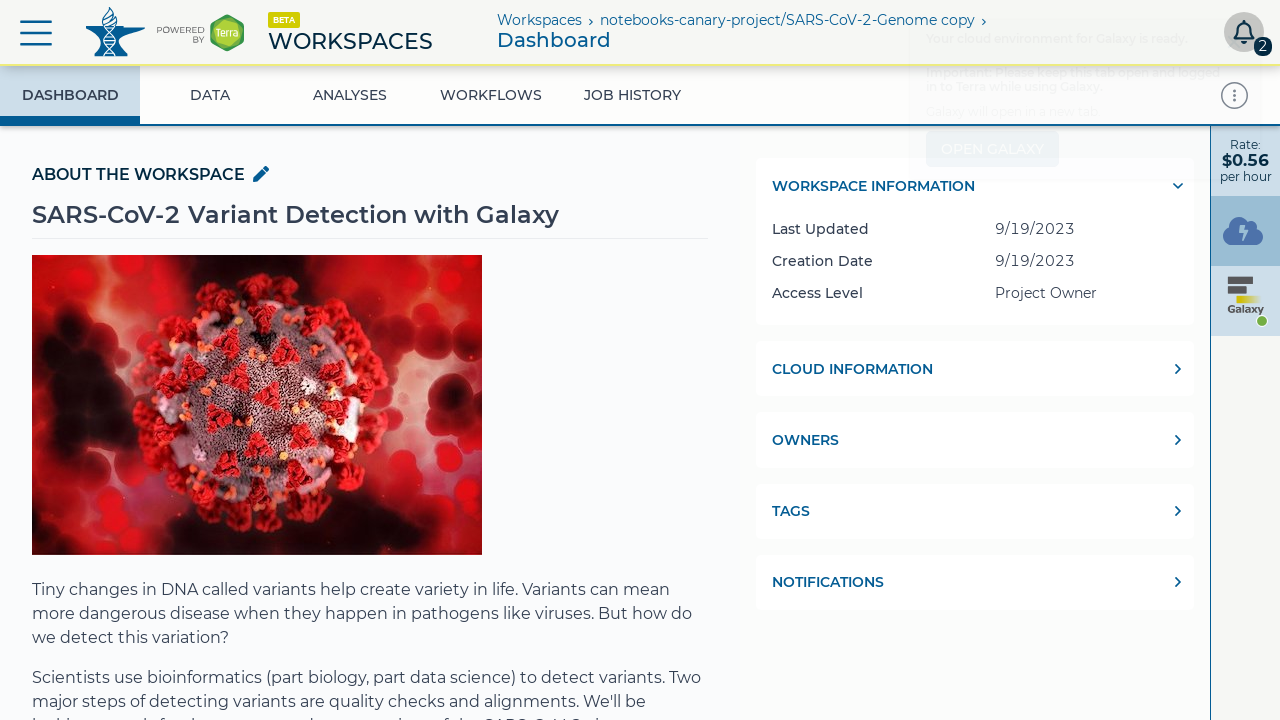 POWERED
BY
Terra
BETA
WORKSPACES
Workspaces › notebooks-canary-project/SARS-CoV-2-Genome copy ›
Dashboard
2
Your cloud environment for Galaxy is ready.
Important: Please keep this tab open and logged
in to Terra while using Galaxy.
Galaxy will open in a new tab.
OPEN GALAXY
DASHBOARD
DATA
ANALYSES
WORKFLOWS
JOB HISTORY
Rate:
$0.56
per hour
Galaxy
ABOUT THE WORKSPACE
SARS-CoV-2 Variant Detection with Galaxy
Tiny changes in DNA called variants help create variety in life. Variants can mean
more dangerous disease when they happen in pathogens like viruses. But how do
we detect this variation?
Scientists use bioinformatics (part biology, part data science) to detect variants. Two
major steps of detecting variants are quality checks and alignments. We'll be
WORKSPACE INFORMATION
Last Updated 9/19/2023
Creation Date 9/19/2023
Access Level Project Owner
CLOUD INFORMATION
OWNERS
TAGS
NOTIFICATIONS